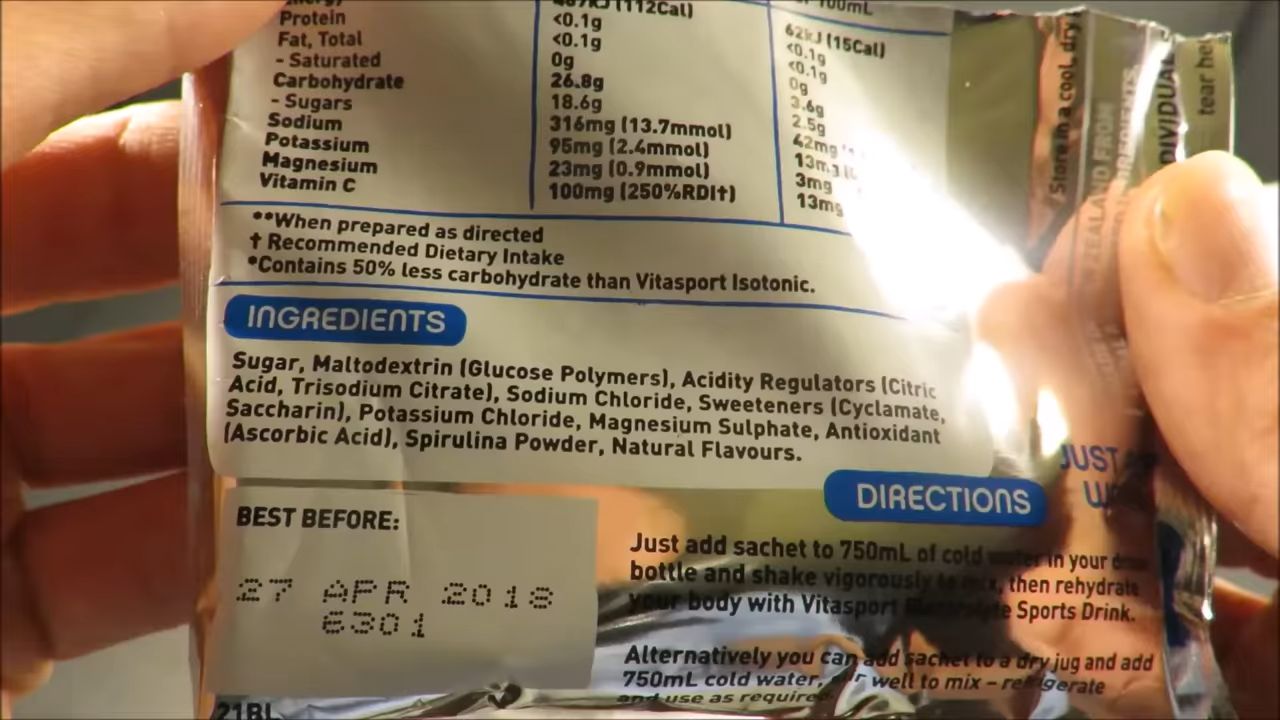 (112Cal) 100mL
Protein <0.1g 62kJ (15Cal)
Fat, Total <0.1g <0.1g
- Saturated 0g <0.1g
Carbohydrate 26.8g 0g
- Sugars 18.6g 3.6g
Sodium 316mg (13.7mmol) 2.5g
Potassium 95mg (2.4mmol) 42mg
Magnesium 23mg (0.9mmol) 13mg
Vitamin C 100mg (250%RDI†) 3mg
13mg
**When prepared as directed
† Recommended Dietary Intake
*Contains 50% less carbohydrate than Vitasport Isotonic.
INGREDIENTS
Sugar, Maltodextrin (Glucose Polymers), Acidity Regulators (Citric
Acid, Trisodium Citrate), Sodium Chloride, Sweeteners (Cyclamate,
Saccharin), Potassium Chloride, Magnesium Sulphate, Antioxidant
(Ascorbic Acid), Spirulina Powder, Natural Flavours.
BEST BEFORE:
27 APR 2018
6301
21BL
DIRECTIONS
Just add sachet to 750mL of cold water in your
bottle and shake vigorously to mix, then rehydrate
your body with Vitasport Electrolyte Sports Drink.
Alternatively you can add sachet to a dry jug and add
750mL cold water, stir well to mix – refrigerate
and use as required
JUST
Store in a cool, dry
FROM
INGREDIENTS
tear